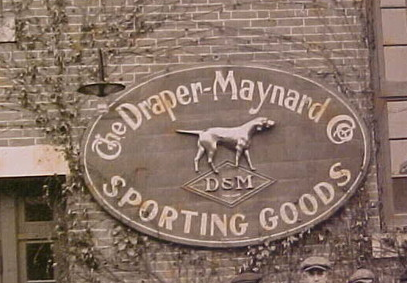 The Draper-Maynard Co
D&M
SPORTING GOODS